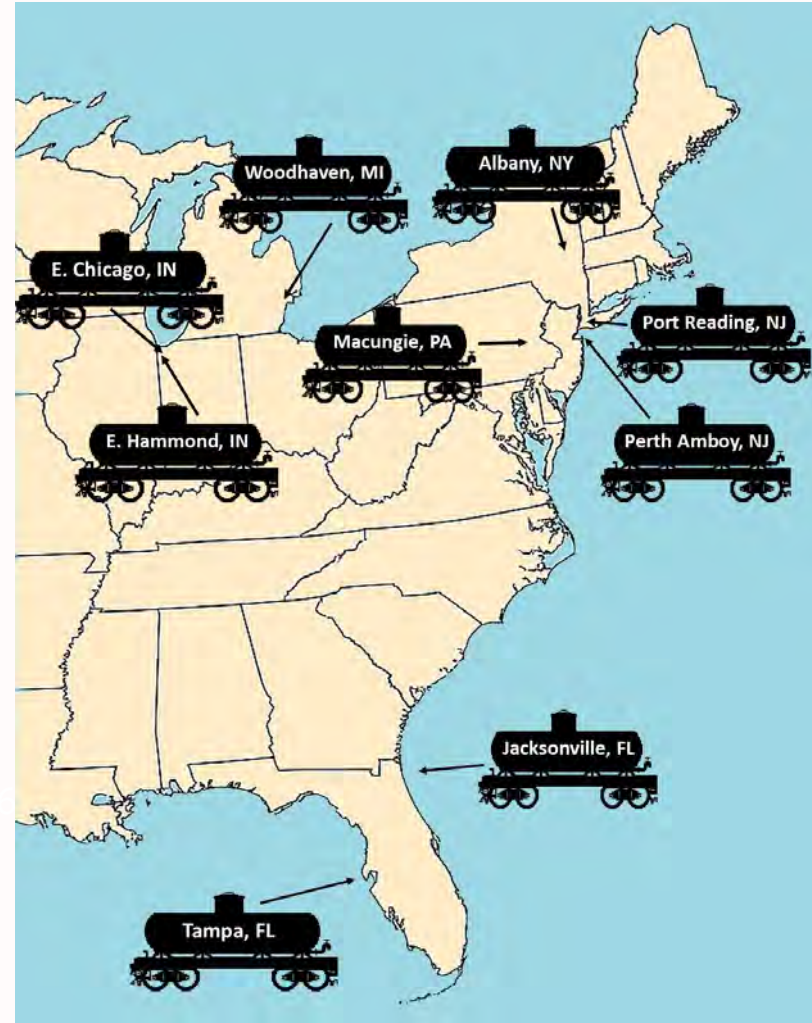 Woodhaven, MI
Albany, NY
E. Chicago, IN
Port Reading, NJ
Macungie, PA
E. Hammond, IN
Perth Amboy, NJ
Jacksonville, FL
Tampa, FL